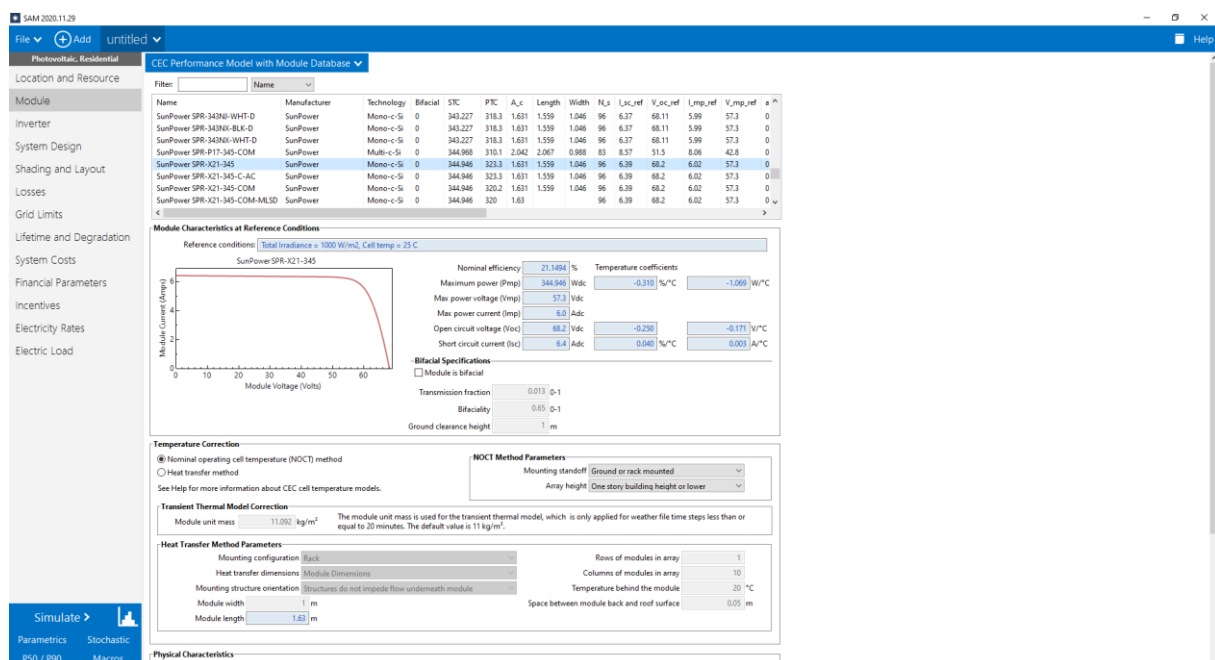 SAM 2020.11.29
File Add untitled
Help
Photovoltaic, Residential
Location and Resource
Module
Inverter
System Design
Shading and Layout
Losses
Grid Limits
Lifetime and Degradation
System Costs
Financial Parameters
Incentives
Electricity Rates
Electric Load
Simulate >
Parametrics Stochastic
P50 / P90 Macros
CEC Performance Model with Module Database
Filter: Name
Name Manufacturer Technology Bifacial STC PTC A_c Length Width N_s I_sc_ref V_oc_ref I_mp_ref V_mp_ref a
SunPower SPR-343NJ-WHT-D SunPower Mono-c-Si 0 343.227 318.3 1.631 1.559 1.046 96 6.37 68.11 5.99 57.3 0
SunPower SPR-343NX-BLK-D SunPower Mono-c-Si 0 343.227 318.3 1.631 1.559 1.046 96 6.37 68.11 5.99 57.3 0
SunPower SPR-343NX-WHT-D SunPower Mono-c-Si 0 343.227 318.3 1.631 1.559 1.046 96 6.37 68.11 5.99 57.3 0
SunPower SPR-P17-345-COM SunPower Multi-c-Si 0 344.968 310.1 2.042 2.067 0.988 83 8.57 51.5 8.06 42.8 0
SunPower SPR-X21-345 SunPower Mono-c-Si 0 344.946 323.3 1.631 1.559 1.046 96 6.39 68.2 6.02 57.3 0
SunPower SPR-X21-345-C-AC SunPower Mono-c-Si 0 344.946 323.3 1.631 1.559 1.046 96 6.39 68.2 6.02 57.3 0
SunPower SPR-X21-345-COM SunPower Mono-c-Si 0 344.946 320.2 1.631 1.559 1.046 96 6.39 68.2 6.02 57.3 0
SunPower SPR-X21-345-COM-MLSD SunPower Mono-c-Si 0 344.946 320 1.63 96 6.39 68.2 6.02 57.3 0
Module Characteristics at Reference Conditions
Reference conditions: Total Irradiance = 1000 W/m2, Cell temp = 25 C
SunPower SPR-X21-345
Module Current (Amps)
6
4
2
0
0 10 20 30 40 50 60
Module Voltage (Volts)
Nominal efficiency 21.1494 % Temperature coefficients
Maximum power (Pmp) 344.946 Wdc -0.310 %/°C -1.069 W/°C
Max power voltage (Vmp) 57.3 Vdc
Max power current (Imp) 6.0 Adc
Open circuit voltage (Voc) 68.2 Vdc -0.250 -0.171 V/°C
Short circuit current (Isc) 6.4 Adc 0.040 %/°C 0.003 A/°C
Bifacial Specifications
Module is bifacial
Transmission fraction 0.013 0-1
Bifaciality 0.65 0-1
Ground clearance height 1 m
Temperature Correction
Nominal operating cell temperature (NOCT) method
Heat transfer method
See Help for more information about CEC cell temperature models.
NOCT Method Parameters
Mounting standoff Ground or rack mounted
Array height One story building height or lower
Transient Thermal Model Correction
Module unit mass 11.092 kg/m²
The module unit mass is used for the transient thermal model, which is only applied for weather file time steps less than or
equal to 20 minutes. The default value is 11 kg/m².
Heat Transfer Method Parameters
Mounting configuration Rack Rows of modules in array 1
Heat transfer dimensions Module Dimensions Columns of modules in array 10
Mounting structure orientation Structures do not impede flow underneath module Temperature behind the module 20 °C
Module width 1 m Space between module back and roof surface 0.05 m
Module length 1.63 m
Physical Characteristics